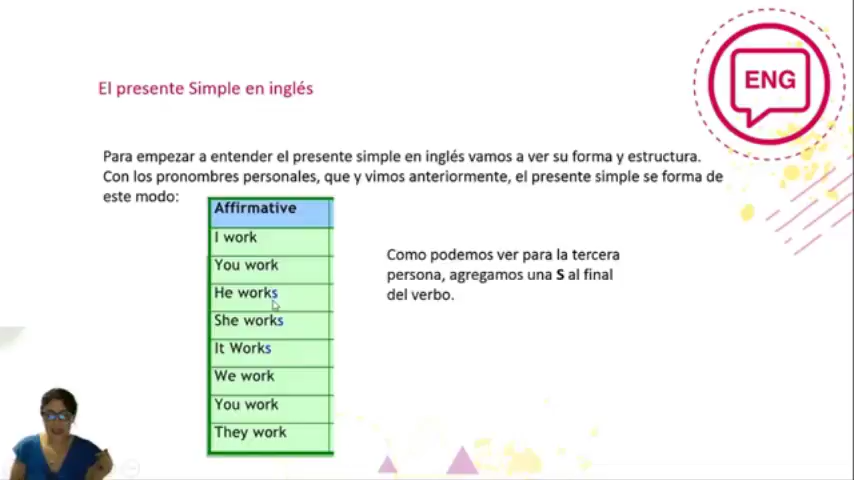 ENG
El presente Simple en inglés
Para empezar a entender el presente simple en inglés vamos a ver su forma y estructura.
Con los pronombres personales, que y vimos anteriormente, el presente simple se forma de
este modo:
Affirmative
I work
You work
He works
She works
It Works
We work
You work
They work
Como podemos ver para la tercera
persona, agregamos una S al final
del verbo.